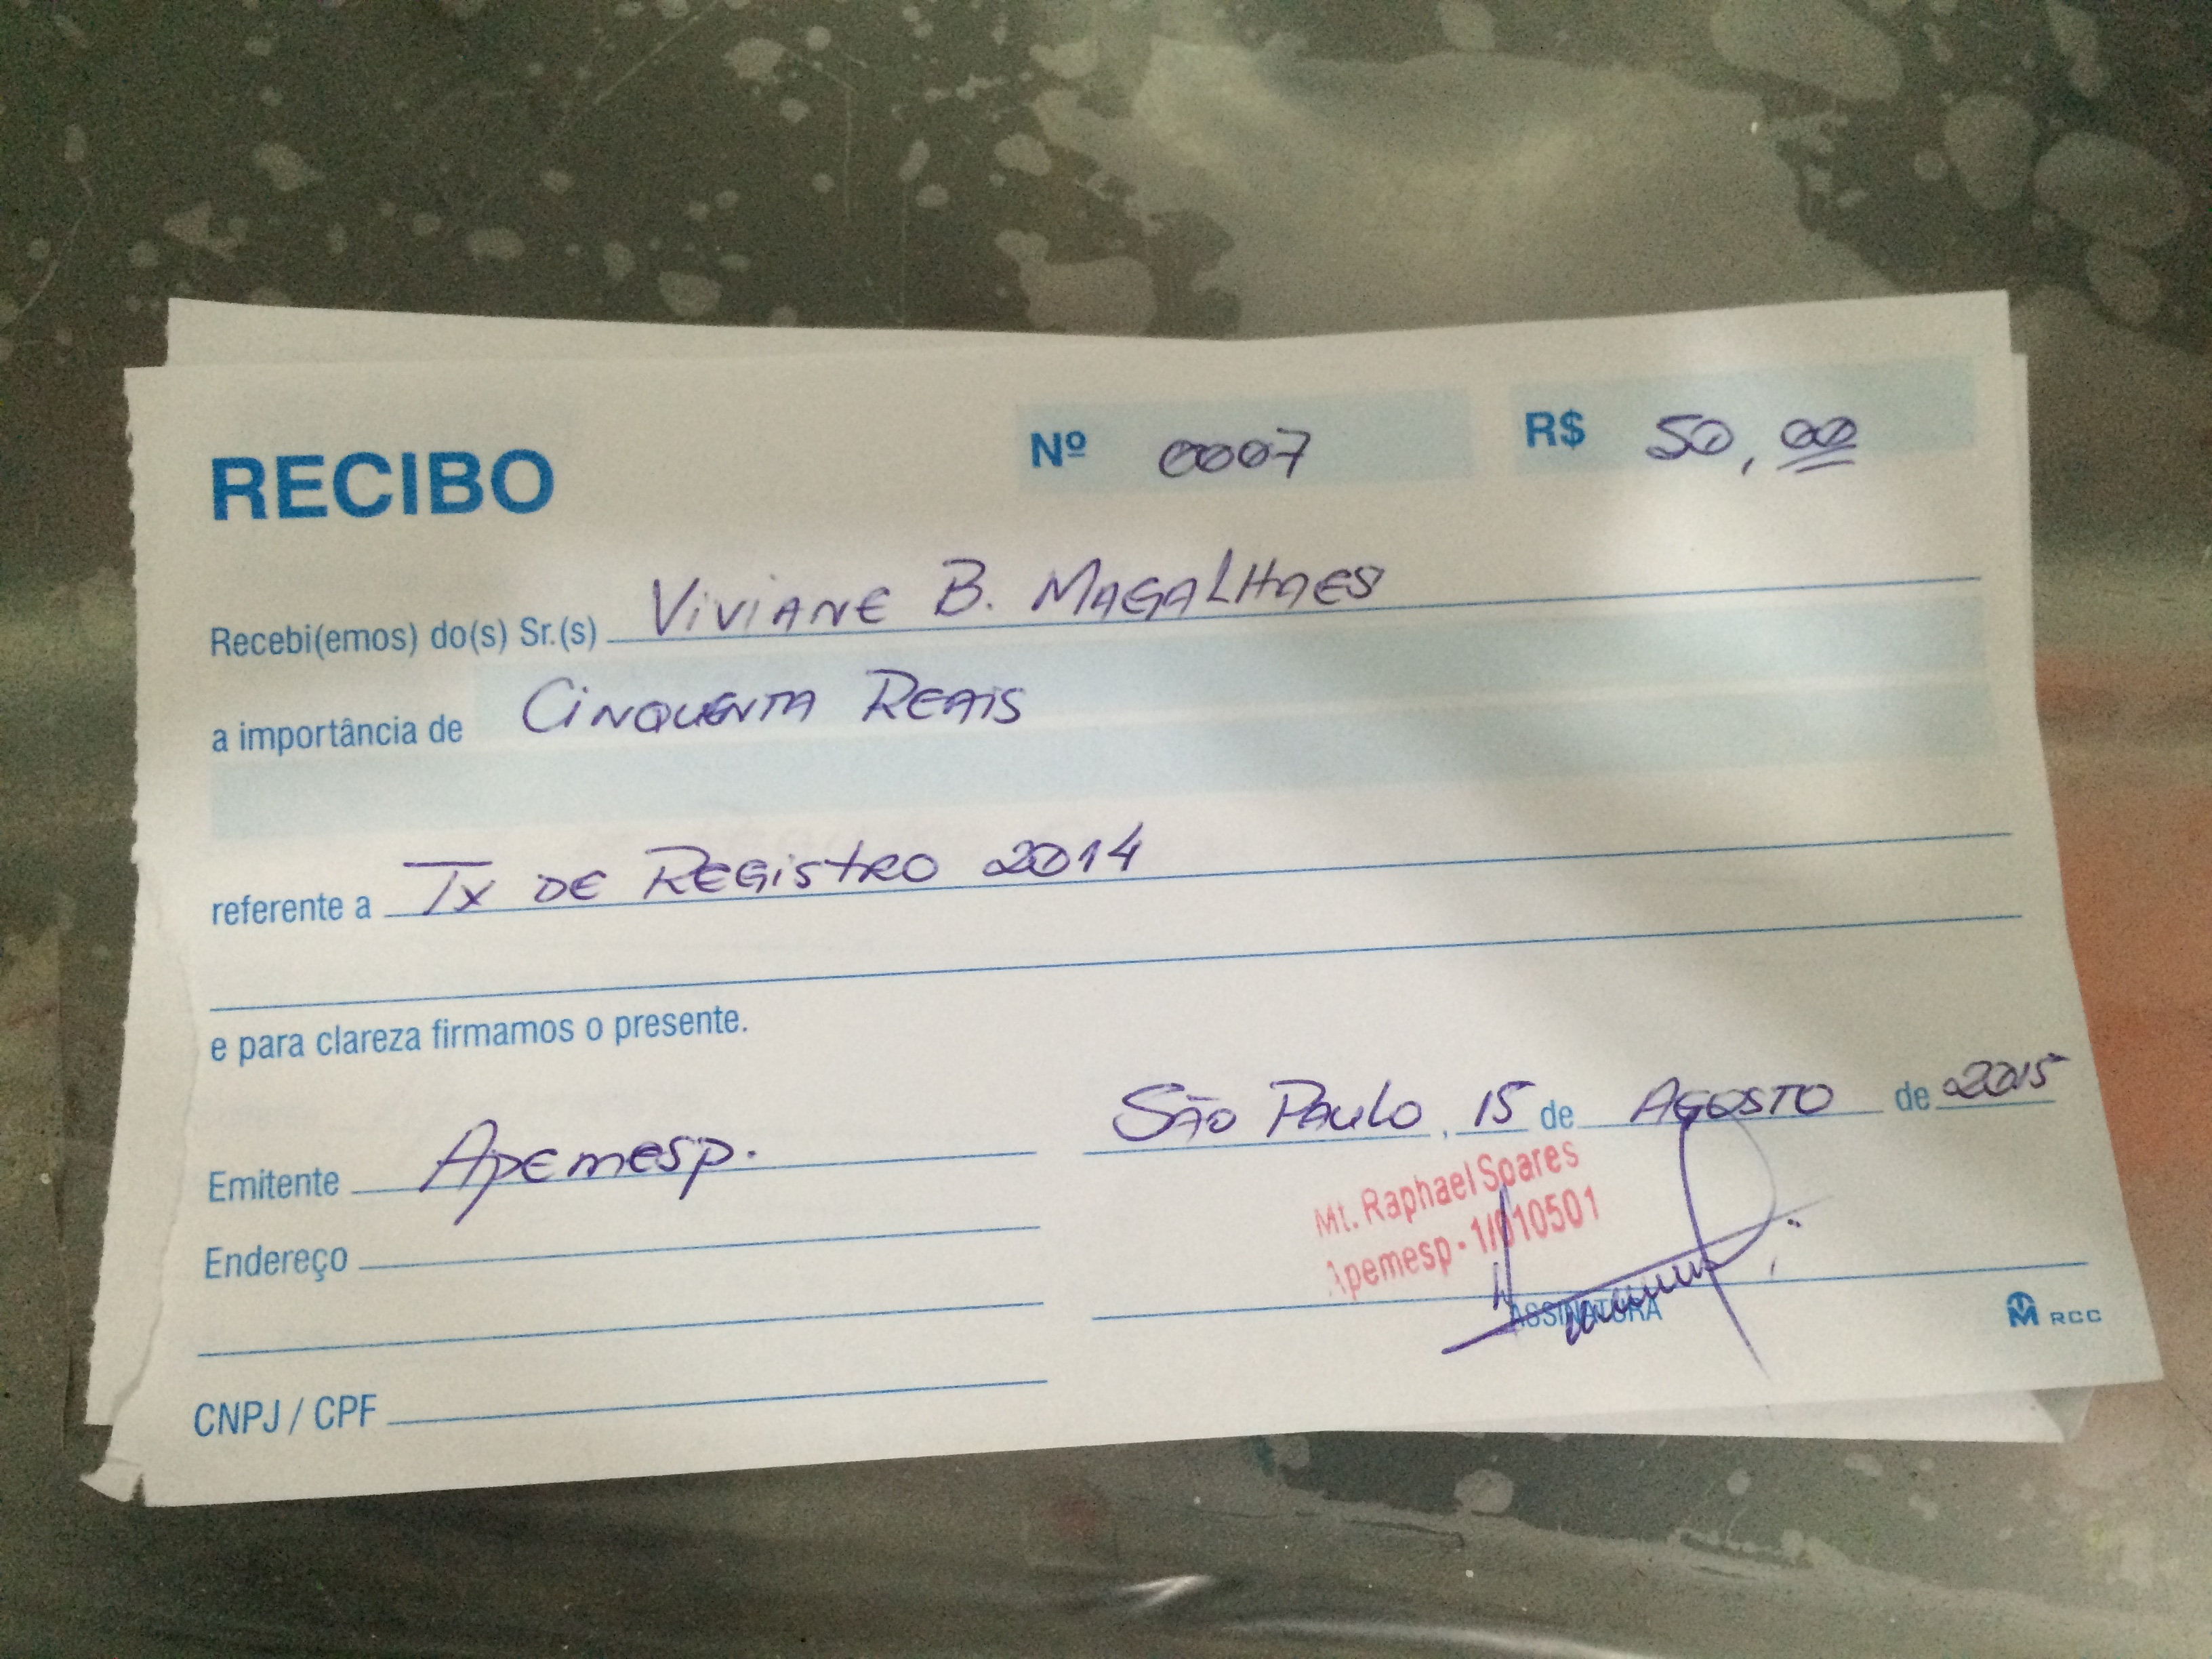 RECIBO Nº 0007 R$ 50,00
Recebi(emos) do(s) Sr.(s) Viviane B. Magalhaes
a importância de Cinquenta Reais
referente a Tx de Registro 2014
e para clareza firmamos o presente.
São Paulo, 15 de Agosto de 2015
Emitente Apemesp.
Mt. Raphael Soares
Apemesp - 1/010501
Endereço
ASSINATURA
RCC
CNPJ / CPF